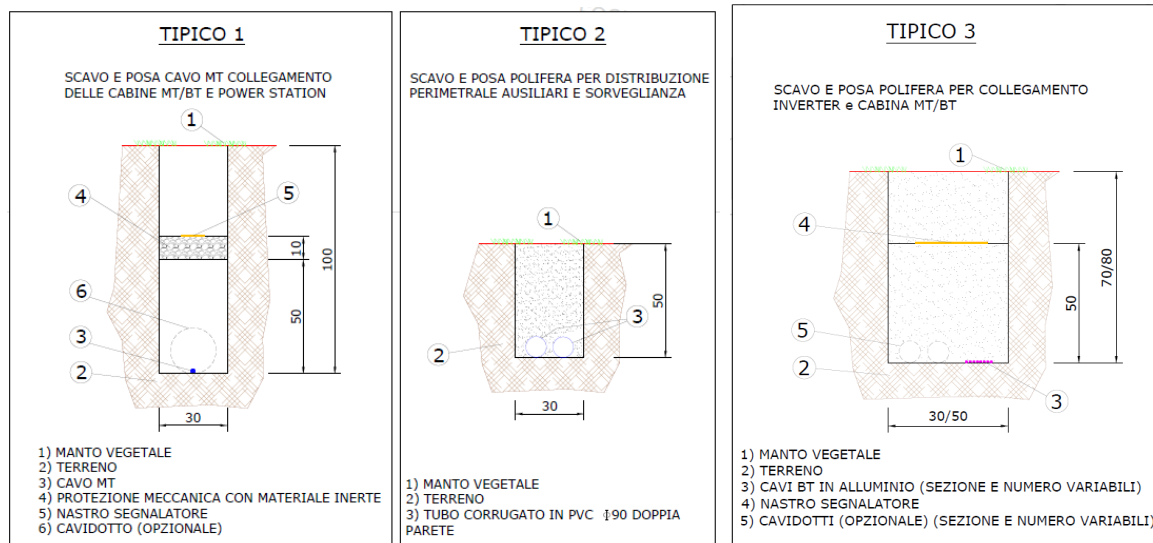 TIPICO 1
SCAVO E POSA CAVO MT COLLEGAMENTO
DELLE CABINE MT/BT E POWER STATION
1
4
5
10
100
6
50
3
2
30
1) MANTO VEGETALE
2) TERRENO
3) CAVO MT
4) PROTEZIONE MECCANICA CON MATERIALE INERTE
5) NASTRO SEGNALATORE
6) CAVIDOTTO (OPZIONALE)
TIPICO 2
SCAVO E POSA POLIFERA PER DISTRIBUZIONE
PERIMETRALE AUSILIARI E SORVEGLIANZA
1
50
3
2
30
1) MANTO VEGETALE
2) TERRENO
3) TUBO CORRUGATO IN PVC ϕ90 DOPPIA
PARETE
TIPICO 3
SCAVO E POSA POLIFERA PER COLLEGAMENTO
INVERTER e CABINA MT/BT
1
4
70/80
50
5
2
3
30/50
1) MANTO VEGETALE
2) TERRENO
3) CAVI BT IN ALLUMINIO (SEZIONE E NUMERO VARIABILI)
4) NASTRO SEGNALATORE
5) CAVIDOTTI (OPZIONALE) (SEZIONE E NUMERO VARIABILI)